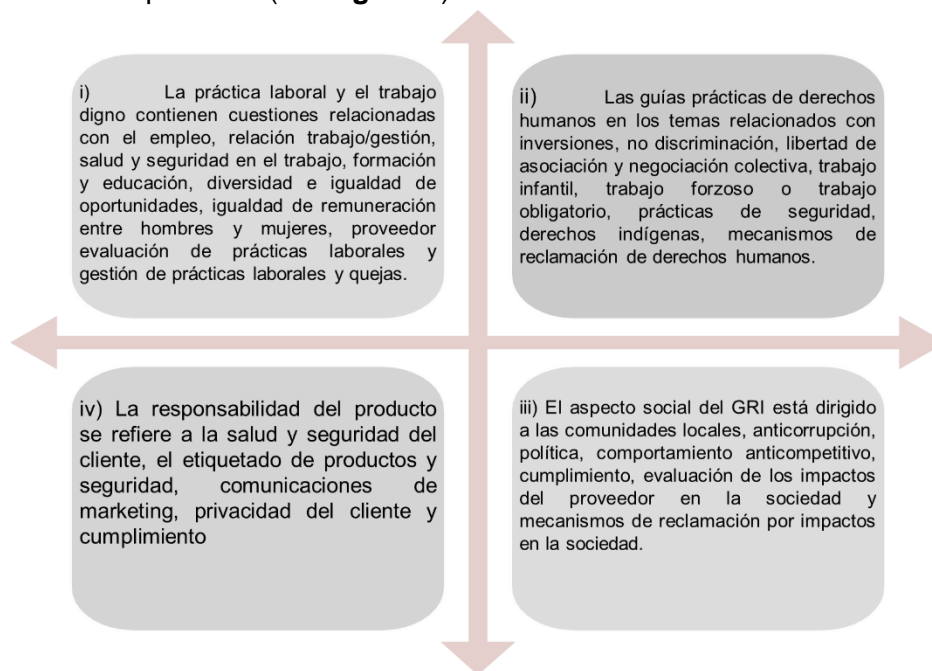 i) La práctica laboral y el trabajo
digno contienen cuestiones relacionadas
con el empleo, relación trabajo/gestión,
salud y seguridad en el trabajo, formación
y educación, diversidad e igualdad de
oportunidades, igualdad de remuneración
entre hombres y mujeres, proveedor
evaluación de prácticas laborales y
gestión de prácticas laborales y quejas.
ii) Las guías prácticas de derechos
humanos en los temas relacionados con
inversiones, no discriminación, libertad de
asociación y negociación colectiva, trabajo
infantil, trabajo forzoso o trabajo
obligatorio, prácticas de seguridad,
derechos indígenas, mecanismos de
reclamación de derechos humanos.
iv) La responsabilidad del producto
se refiere a la salud y seguridad del
cliente, el etiquetado de productos y
seguridad, comunicaciones de
marketing, privacidad del cliente y
cumplimiento
iii) El aspecto social del GRI está dirigido
a las comunidades locales, anticorrupción,
política, comportamiento anticompetitivo,
cumplimiento, evaluación de los impactos
del proveedor en la sociedad y
mecanismos de reclamación por impactos
en la sociedad.